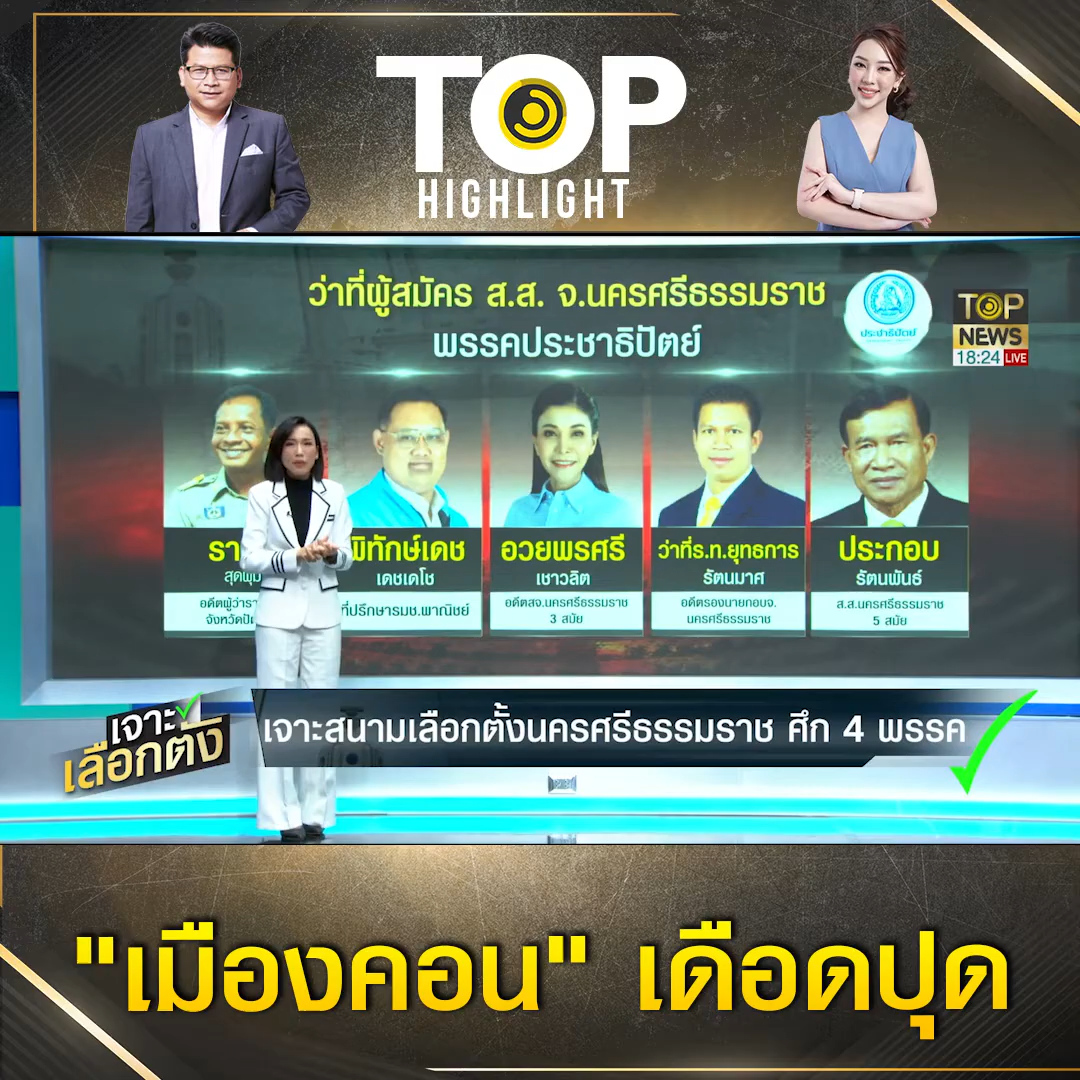 TOP
HIGHLIGHT
ว่าที่ผู้สมัคร ส.ส. จ.นครศรีธรรมราช
พรรคประชาธิปัตย์
ประชาธิปัตย์
TOP
NEWS
18:24 LIVE
พิทักษ์เดช
เดชเดโช
ที่ปรึกษารมช.พาณิชย์
อวยพรศรี
เชาวลิต
อดีตสจ.นครศรีธรรมราช
3 สมัย
ว่าที่ร.ท.ยุทธการ
รัตนมาศ
อดีตรองนายกอบจ.
นครศรีธรรมราช
ประกอบ
รัตนพันธ์
ส.ส.นครศรีธรรมราช
5 สมัย
เจาะ
เลือกตั้ง
เจาะสนามเลือกตั้งนครศรีธรรมราช ศึก 4 พรรค
"เมืองคอน" เดือดปุด